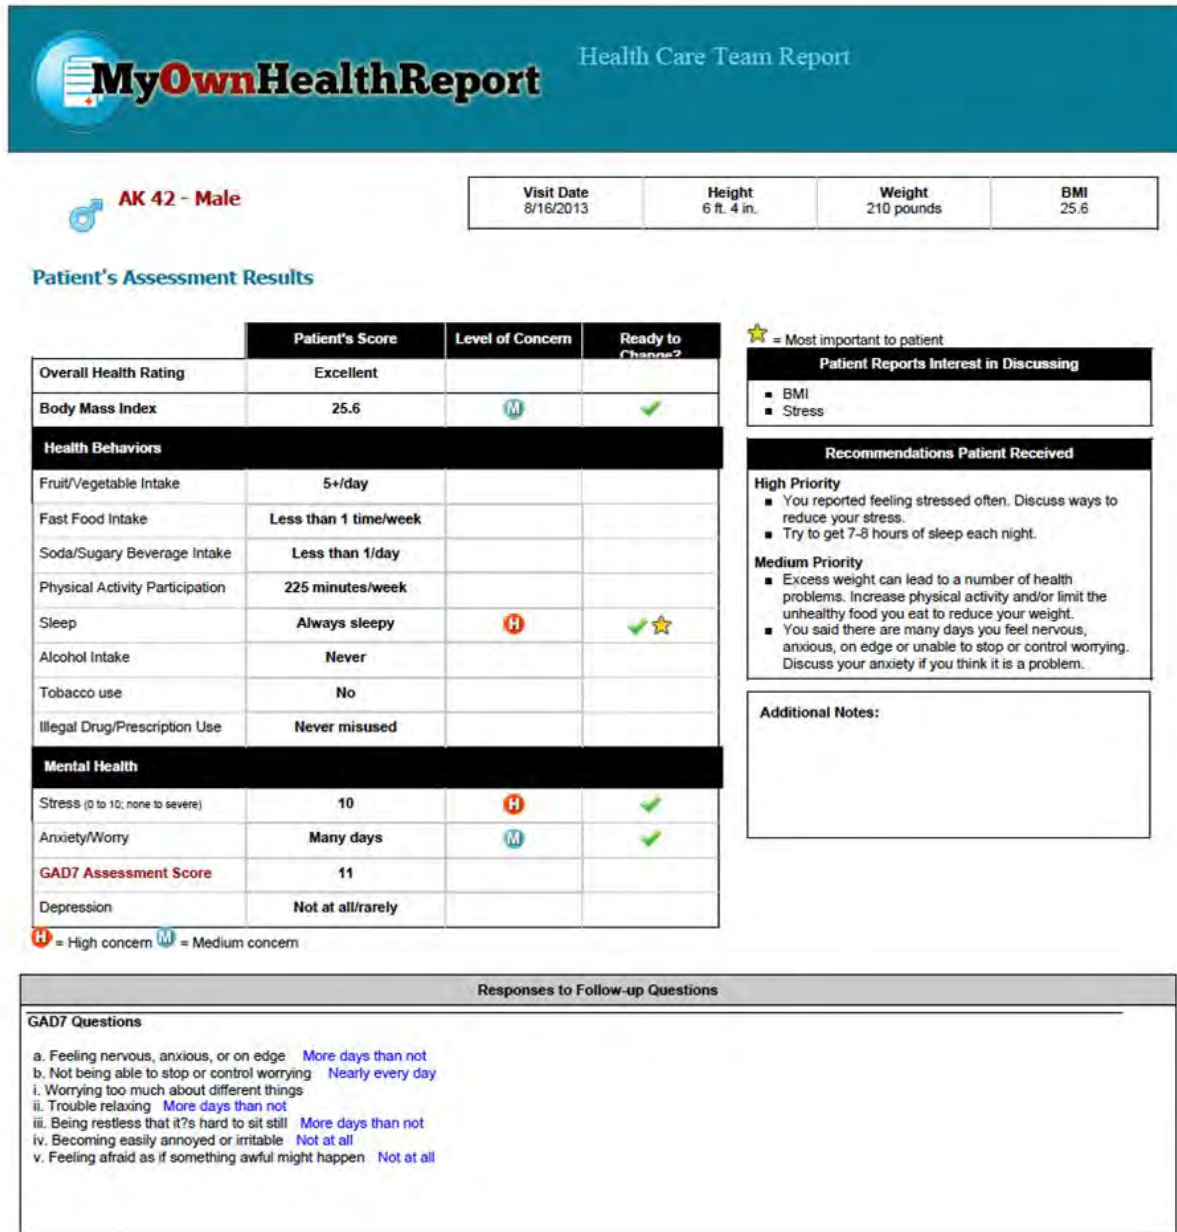 MyOwnHealthReport
Health Care Team Report
AK 42 - Male
Visit Date Height Weight BMI
8/16/2013 6 ft. 4 in. 210 pounds 25.6
Patient's Assessment Results
Patient's Score Level of Concern Ready to Change?
Overall Health Rating Excellent
Body Mass Index 25.6 M
Health Behaviors
Fruit/Vegetable Intake 5+/day
Fast Food Intake Less than 1 time/week
Soda/Sugary Beverage Intake Less than 1/day
Physical Activity Participation 225 minutes/week
Sleep Always sleepy H
Alcohol Intake Never
Tobacco use No
Illegal Drug/Prescription Use Never misused
Mental Health
Stress (0 to 10; none to severe) 10 H
Anxiety/Worry Many days M
GAD7 Assessment Score 11
Depression Not at all/rarely
H = High concern M = Medium concern
= Most important to patient
Patient Reports Interest in Discussing
BMI
Stress
Recommendations Patient Received
High Priority
You reported feeling stressed often. Discuss ways to
reduce your stress.
Try to get 7-8 hours of sleep each night.
Medium Priority
Excess weight can lead to a number of health
problems. Increase physical activity and/or limit the
unhealthy food you eat to reduce your weight.
You said there are many days you feel nervous,
anxious, on edge or unable to stop or control worrying.
Discuss your anxiety if you think it is a problem.
Additional Notes:
Responses to Follow-up Questions
GAD7 Questions
a. Feeling nervous, anxious, or on edge More days than not
b. Not being able to stop or control worrying Nearly every day
i. Worrying too much about different things
ii. Trouble relaxing More days than not
iii. Being restless that it?s hard to sit still More days than not
iv. Becoming easily annoyed or irritable Not at all
v. Feeling afraid as if something awful might happen Not at all